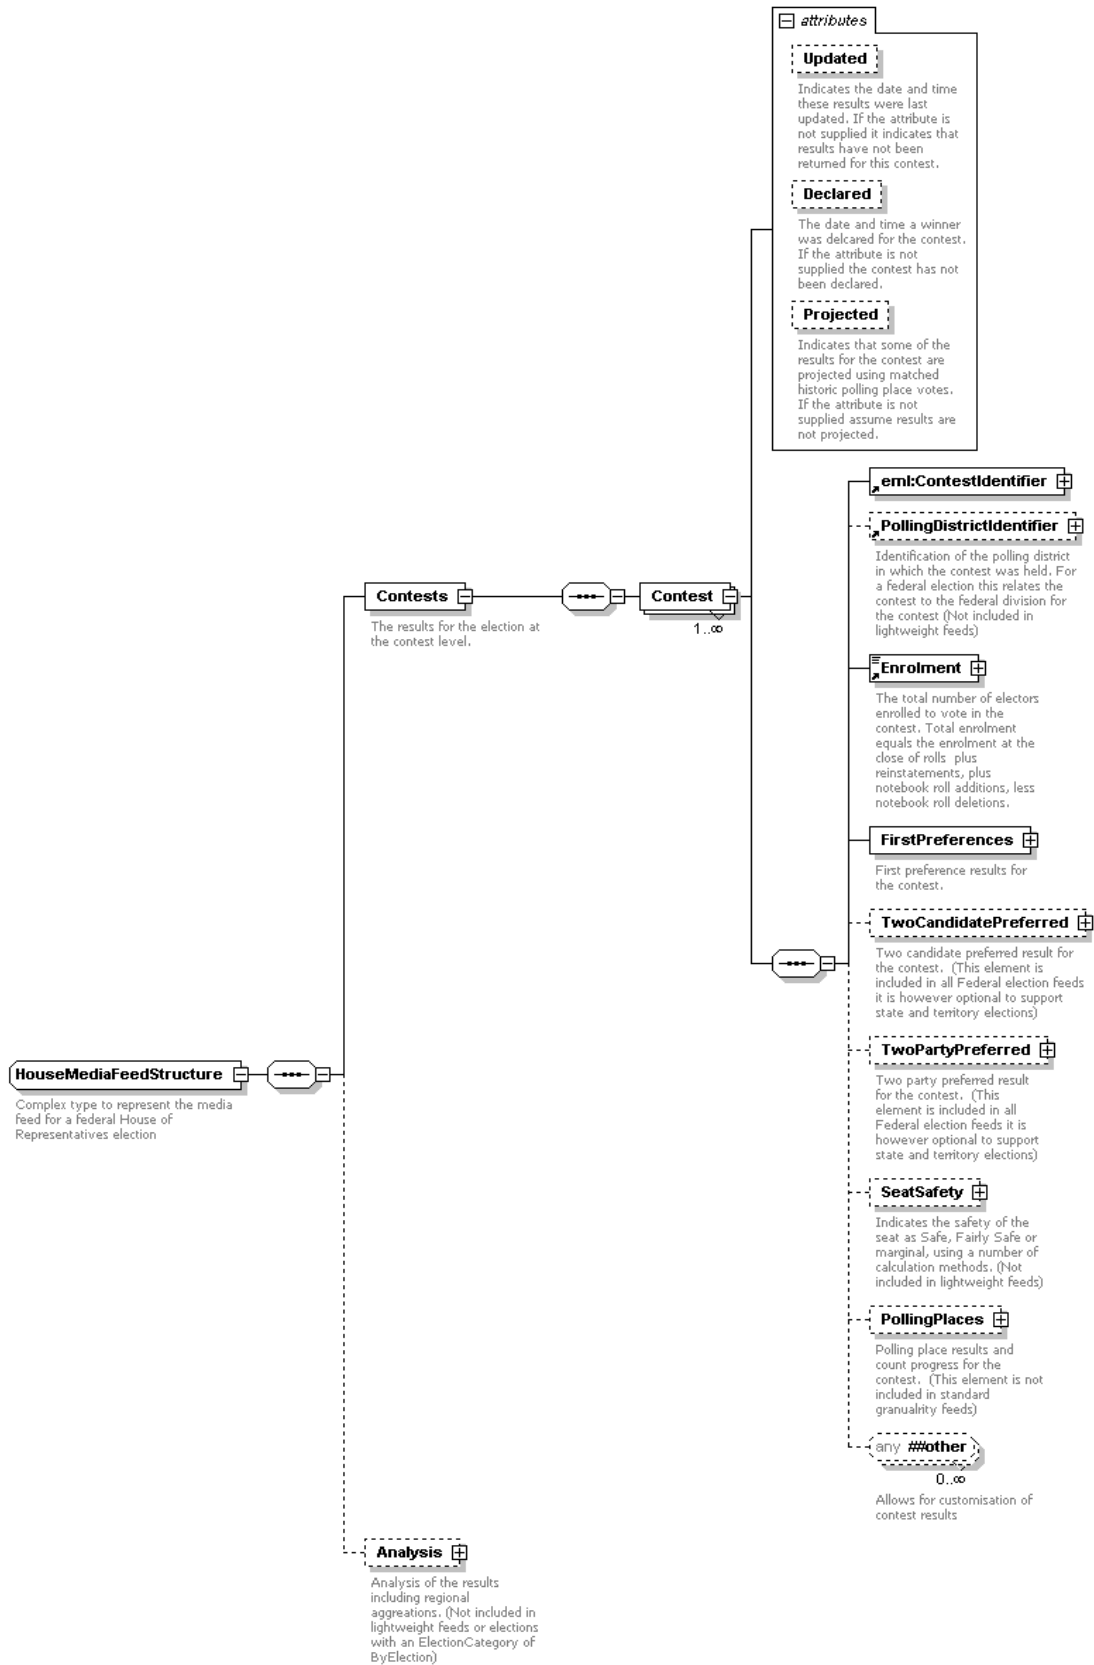 attributes
Updated
Indicates the date and time
these results were last
updated. If the attribute is
not supplied it indicates that
results have not been
returned for this contest.
Declared
The date and time a winner
was delcared for the contest.
If the attribute is not
supplied the contest has not
been declared.
Projected
Indicates that some of the
results for the contest are
projected using matched
historic polling place votes.
If the attribute is not
supplied assume results are
not projected.
eml:ContestIdentifier
PollingDistrictIdentifier
Identification of the polling district
in which the contest was held. For
a federal election this relates the
contest to the federal division for
the contest (Not included in
lightweight feeds)
Contests
The results for the election at
the contest level.
Contest
1..∞
Enrolment
The total number of electors
enrolled to vote in the
contest. Total enrolment
equals the enrolment at the
close of rolls  plus
reinstatements, plus
notebook roll additions, less
notebook roll deletions.
FirstPreferences
First preference results for
the contest.
TwoCandidatePreferred
Two candidate preferred result for
the contest.  (This element is
included in all Federal election feeds
it is however optional to support
state and territory elections)
TwoPartyPreferred
Two party preferred result
for the contest.  (This
element is included in all
Federal election feeds it is
however optional to support
state and territory elections)
HouseMediaFeedStructure
Complex type to represent the media
feed for a federal House of
Representatives election
SeatSafety
Indicates the safety of the
seat as Safe, Fairly Safe or
marginal, using a number of
calculation methods. (Not
included in lightweight feeds)
PollingPlaces
Polling place results and
count progress for the
contest.  (This element is not
included in standard
granualrity feeds)
any ##other
0..∞
Allows for customisation of
contest results
Analysis
Analysis of the results
including regional
aggreations. (Not included in
lightweight feeds or elections
with an ElectionCategory of
ByElection)